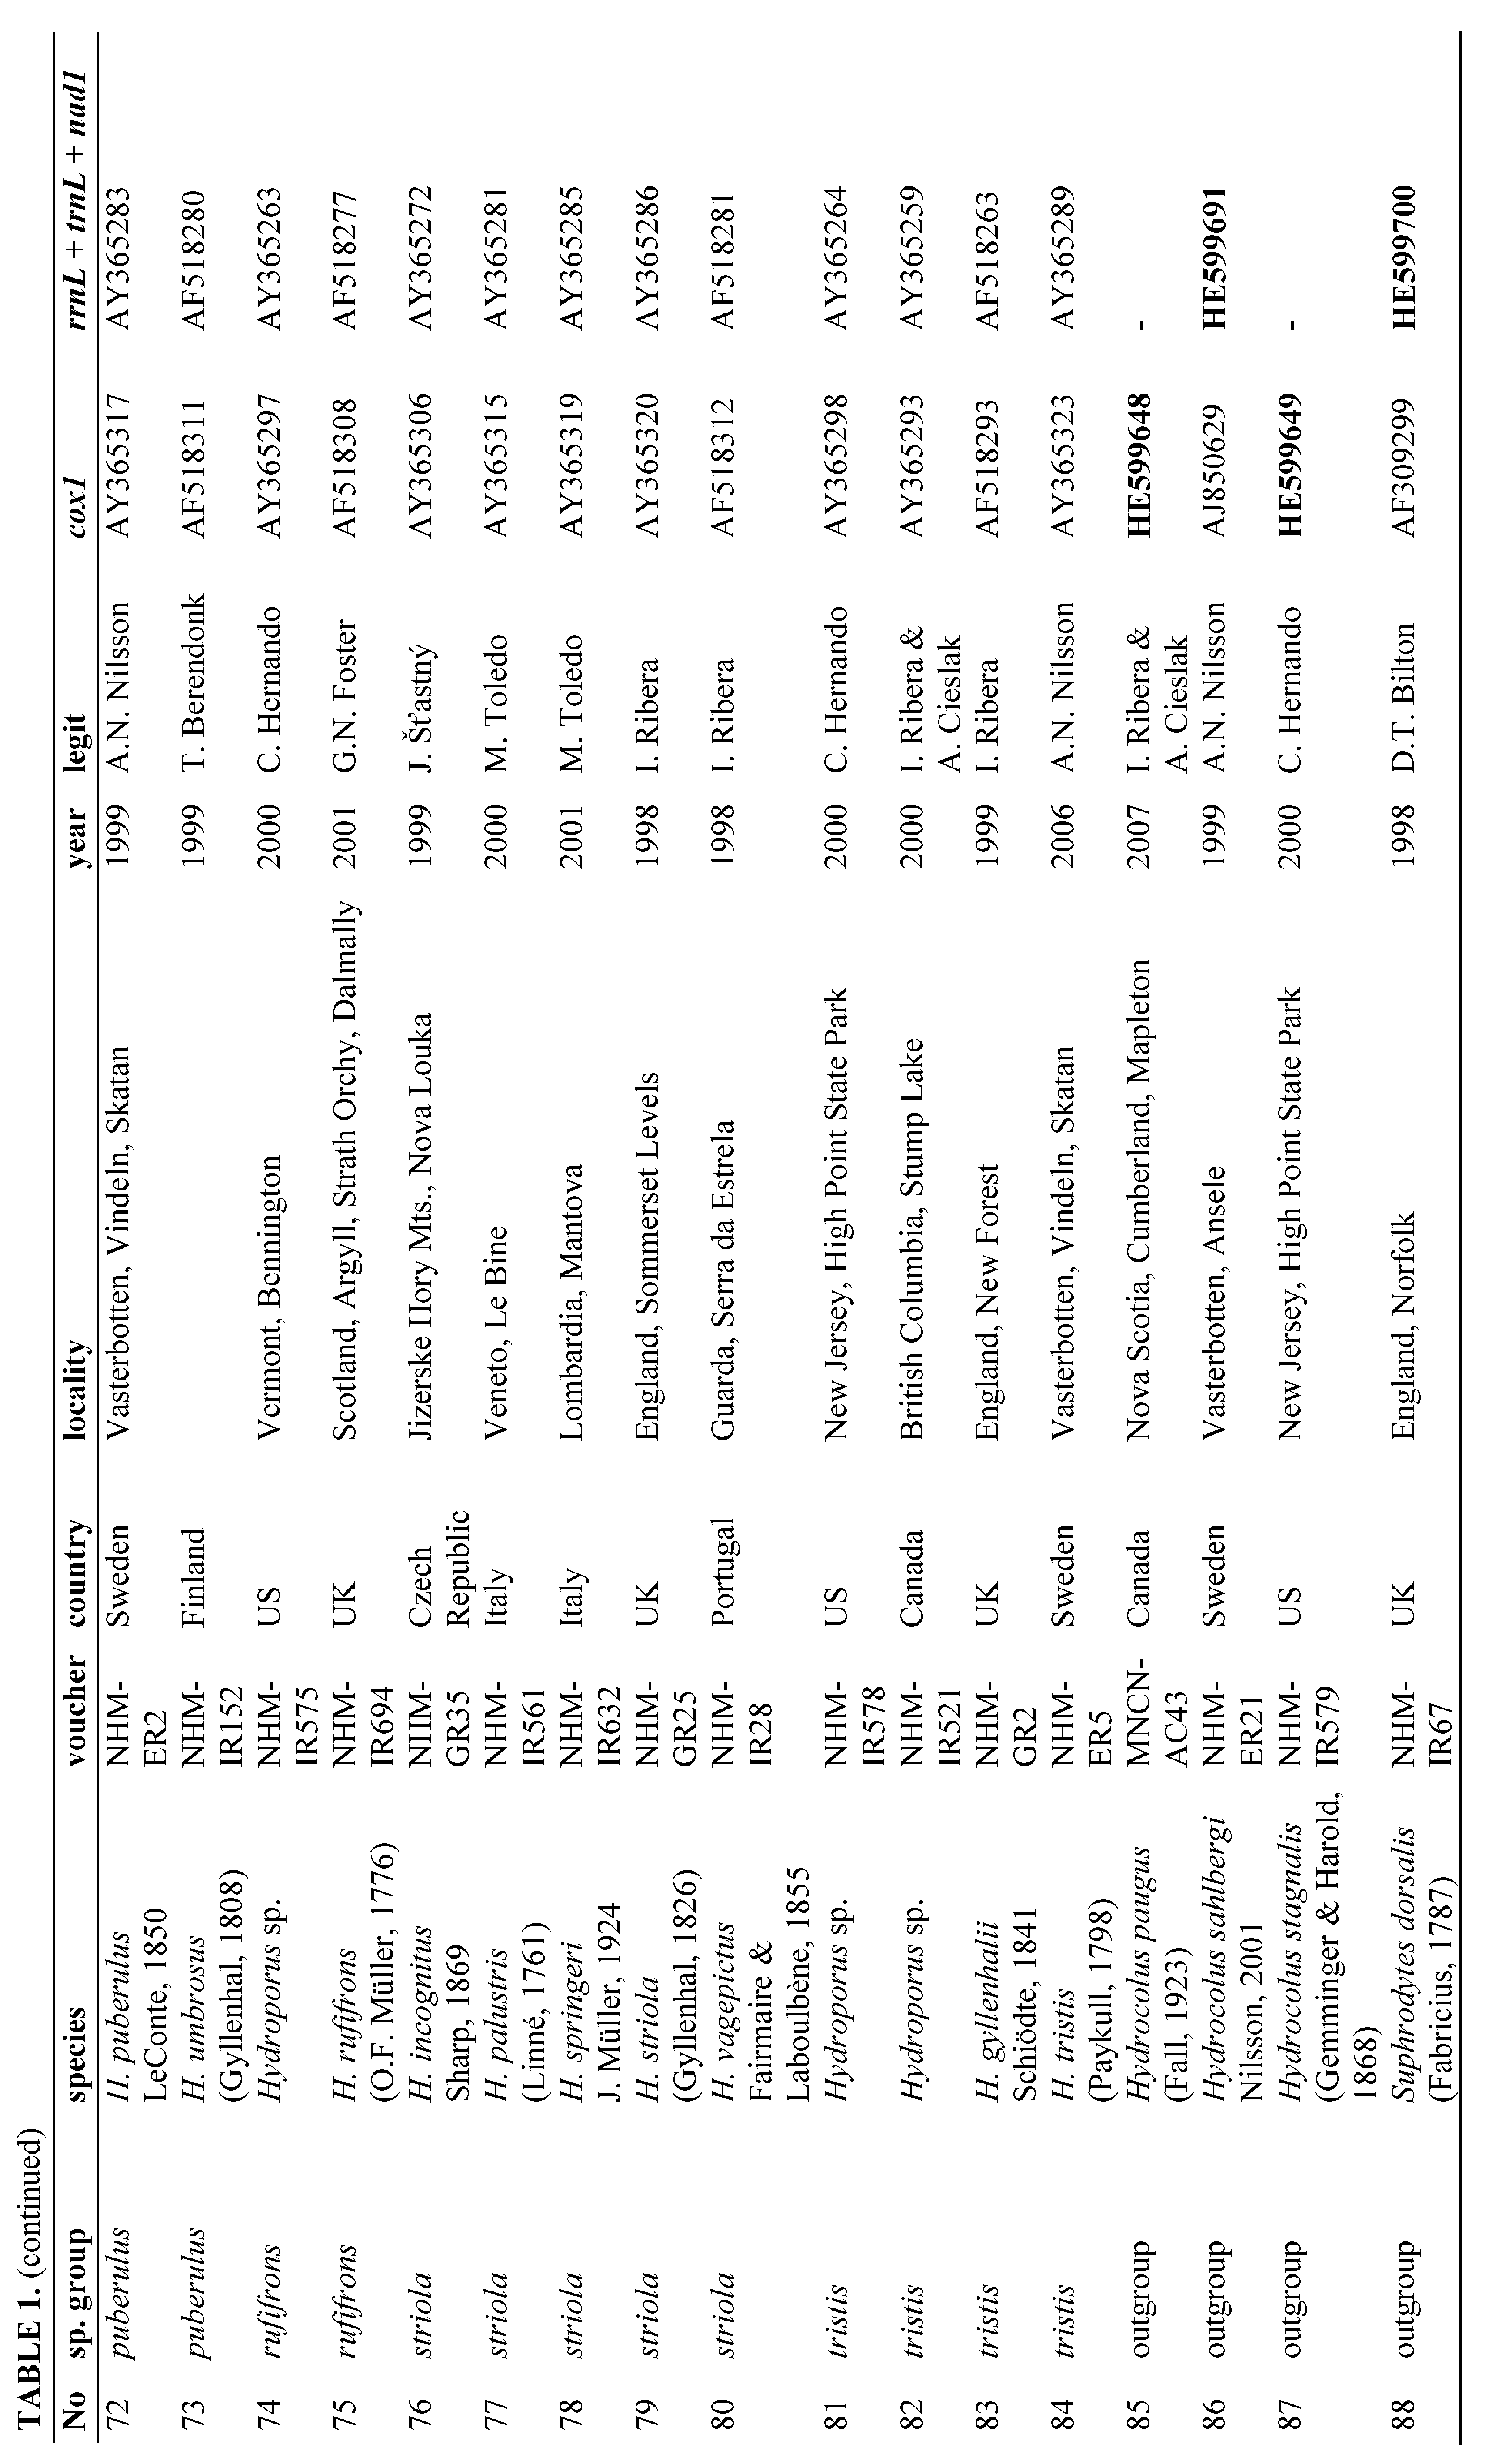 TABLE 1. (continued)
No sp. group species voucher country locality year legit cox1 rrnL + trnL + nad1
72 puberulus H. puberulus NHM- Sweden Vasterbotten, Vindeln, Skatan 1999 A.N. Nilsson AY365317 AY365283
LeConte, 1850 ER2
73 puberulus H. umbrosus NHM- Finland 1999 T. Berendonk AF518311 AF518280
(Gyllenhal, 1808) IR152
74 rufifrons Hydroporus sp. NHM- US Vermont, Bennington 2000 C. Hernando AY365297 AY365263
IR575
75 rufifrons H. rufifrons NHM- UK Scotland, Argyll, Strath Orchy, Dalmally 2001 G.N. Foster AF518308 AF518277
(O.F. Müller, 1776) IR694
76 striola H. incognitus NHM- Czech Jizerske Hory Mts., Nova Louka 1999 J. Šťastný AY365306 AY365272
Sharp, 1869 GR35 Republic
77 striola H. palustris NHM- Italy Veneto, Le Bine 2000 M. Toledo AY365315 AY365281
(Linné, 1761) IR561
78 striola H. springeri NHM- Italy Lombardia, Mantova 2001 M. Toledo AY365319 AY365285
J. Müller, 1924 IR632
79 striola H. striola NHM- UK England, Sommerset Levels 1998 I. Ribera AY365320 AY365286
(Gyllenhal, 1826) GR25
80 striola H. vagepictus NHM- Portugal Guarda, Serra da Estrela 1998 I. Ribera AF518312 AF518281
Fairmaire & IR28
Laboulbène, 1855
81 tristis Hydroporus sp. NHM- US New Jersey, High Point State Park 2000 C. Hernando AY365298 AY365264
IR578
82 tristis Hydroporus sp. NHM- Canada British Columbia, Stump Lake 2000 I. Ribera & AY365293 AY365259
IR521 A. Cieslak
83 tristis H. gyllenhalii NHM- UK England, New Forest 1999 I. Ribera AF518293 AF518263
Schiödte, 1841 GR2
84 tristis H. tristis NHM- Sweden Vasterbotten, Vindeln, Skatan 2006 A.N. Nilsson AY365323 AY365289
(Paykull, 1798) ER5
85 outgroup Hydrocolus paugus MNCN- Canada Nova Scotia, Cumberland, Mapleton 2007 I. Ribera & HE599648 -
(Fall, 1923) AC43 A. Cieslak
86 outgroup Hydrocolus sahlbergi NHM- Sweden Vasterbotten, Ansele 1999 A.N. Nilsson AJ850629 HE599691
Nilsson, 2001 ER21
87 outgroup Hydrocolus stagnalis NHM- US New Jersey, High Point State Park 2000 C. Hernando HE599649 -
(Gemminger & Harold, IR579
1868)
88 outgroup Suphrodytes dorsalis NHM- UK England, Norfolk 1998 D.T. Bilton AF309299 HE599700
(Fabricius, 1787) IR67